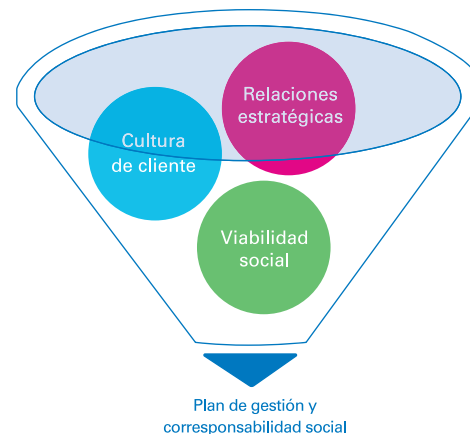 Relaciones
estratégicas
Cultura
de cliente
Viabilidad
social
Plan de gestión y
corresponsabilidad social